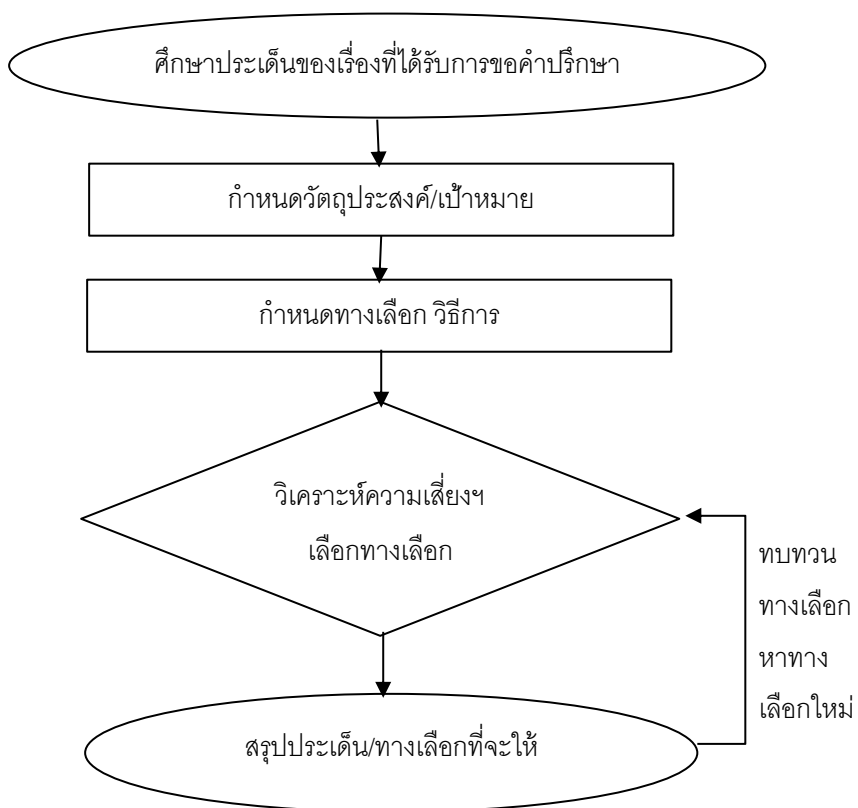 ศึกษาประเด็นของเรื่องที่ได้รับการขอคำปรึกษา
กำหนดวัตถุประสงค์/เป้าหมาย
กำหนดทางเลือก วิธีการ
วิเคราะห์ความเสี่ยงฯ
เลือกทางเลือก
ทบทวน
ทางเลือก
หาทาง
เลือกใหม่
สรุปประเด็น/ทางเลือกที่จะให้